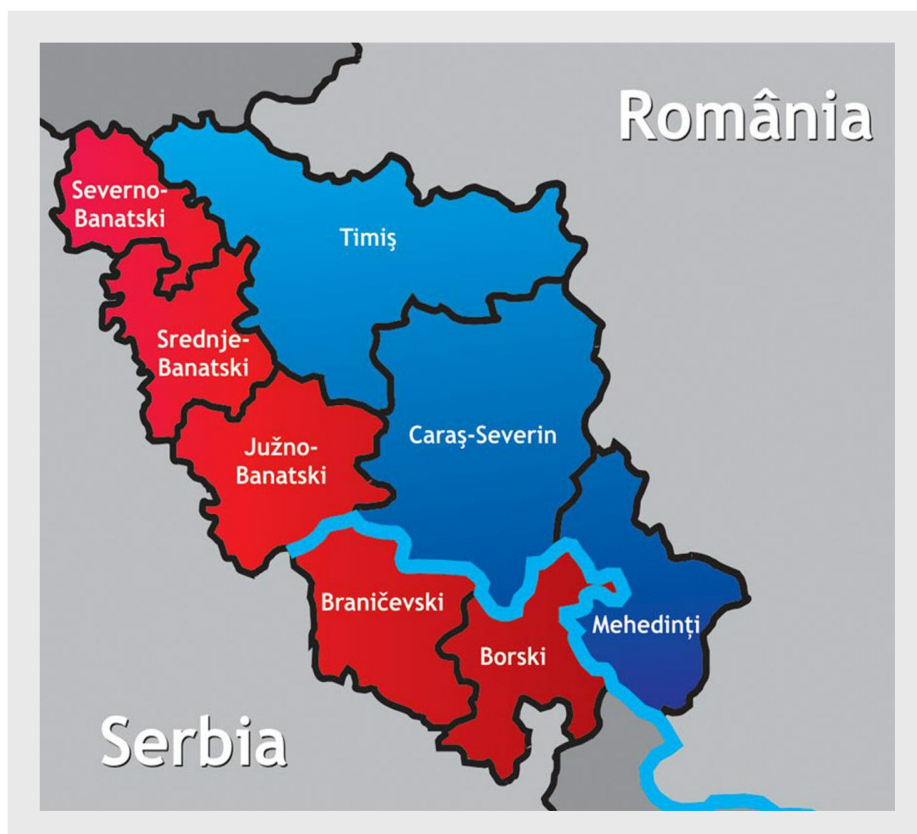 România
Severno-
Banatski
Timiş
Srednje-
Banatski
Caraş-Severin
Južno-
Banatski
Braničevski
Mehedinți
Borski
Serbia